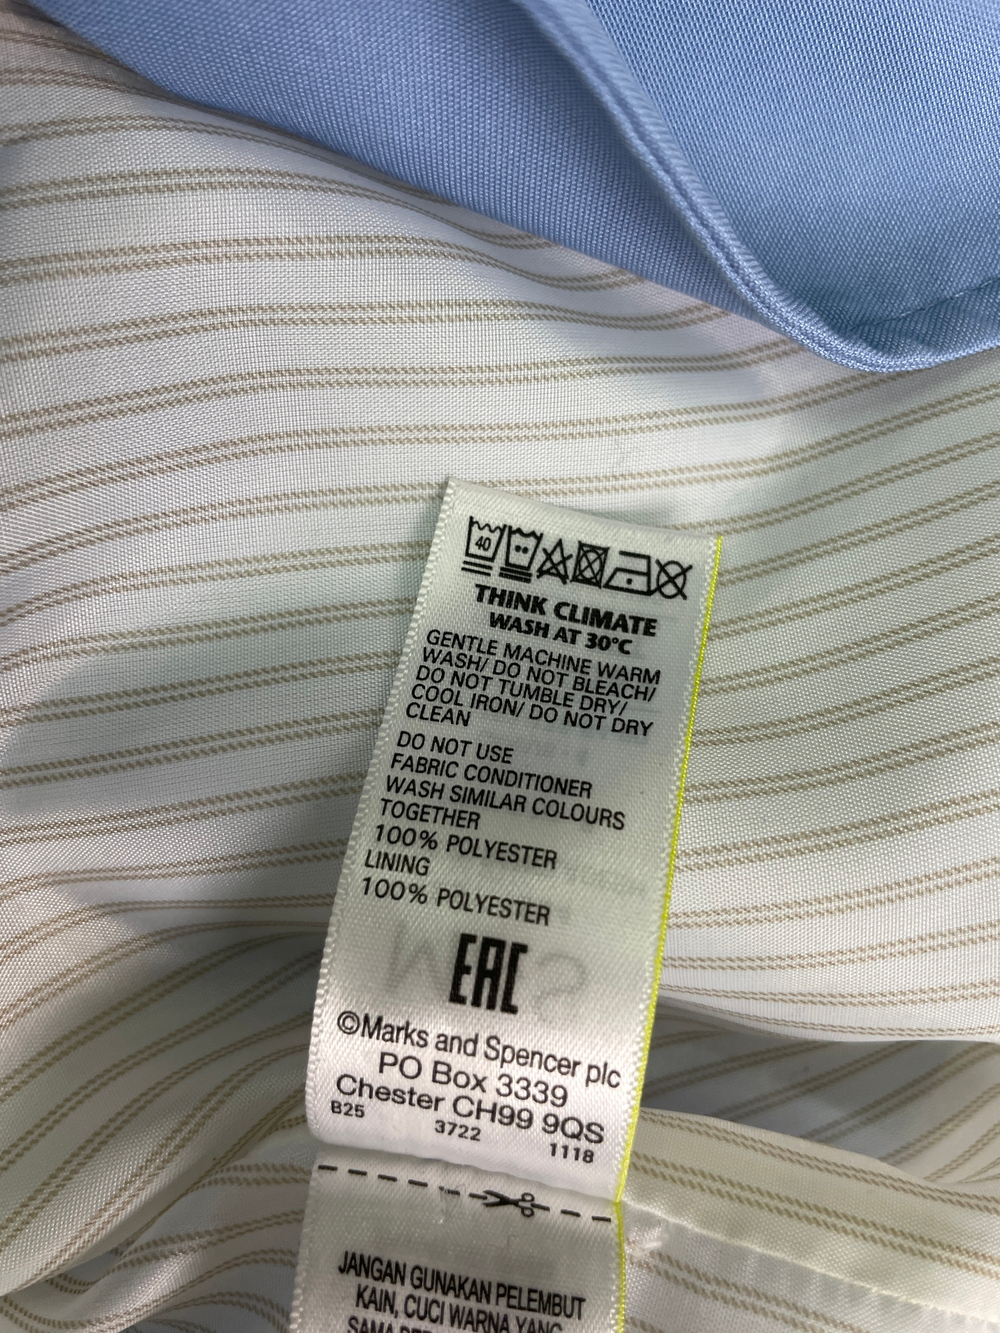 40
THINK CLIMATE
WASH AT 30°C
GENTLE MACHINE WARM
WASH/ DO NOT BLEACH/
DO NOT TUMBLE DRY/
COOL IRON/ DO NOT DRY
CLEAN
DO NOT USE
FABRIC CONDITIONER
WASH SIMILAR COLOURS
TOGETHER
100% POLYESTER
LINING
100% POLYESTER
EAC
©Marks and Spencer plc
PO Box 3339
Chester CH99 9QS
B25 3722 1118
JANGAN GUNAKAN PELEMBUT
KAIN, CUCI WARNA YANG
SAMA